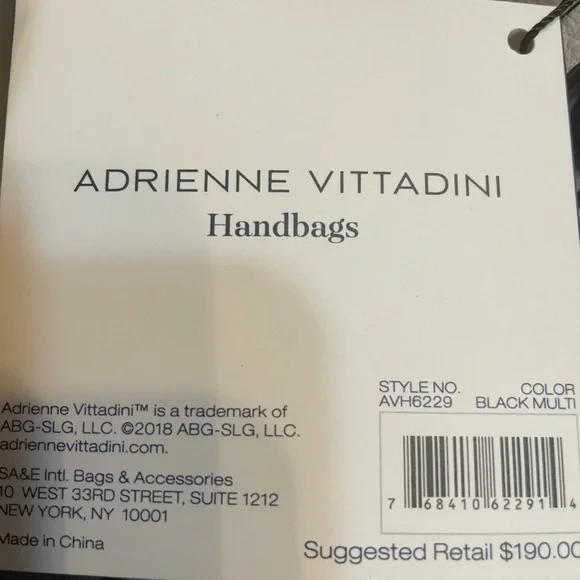 ADRIENNE VITTADINI
Handbags
STYLE NO. COLOR
AVH6229 BLACK MULTI
Adrienne Vittadini™ is a trademark of
ABG-SLG, LLC. ©2018 ABG-SLG, LLC.
adriennevittadini.com.
SA&E Intl. Bags & Accessories
10 WEST 33RD STREET, SUITE 1212
NEW YORK, NY 10001
Made in China
7 68410 62291 4
Suggested Retail $190.00